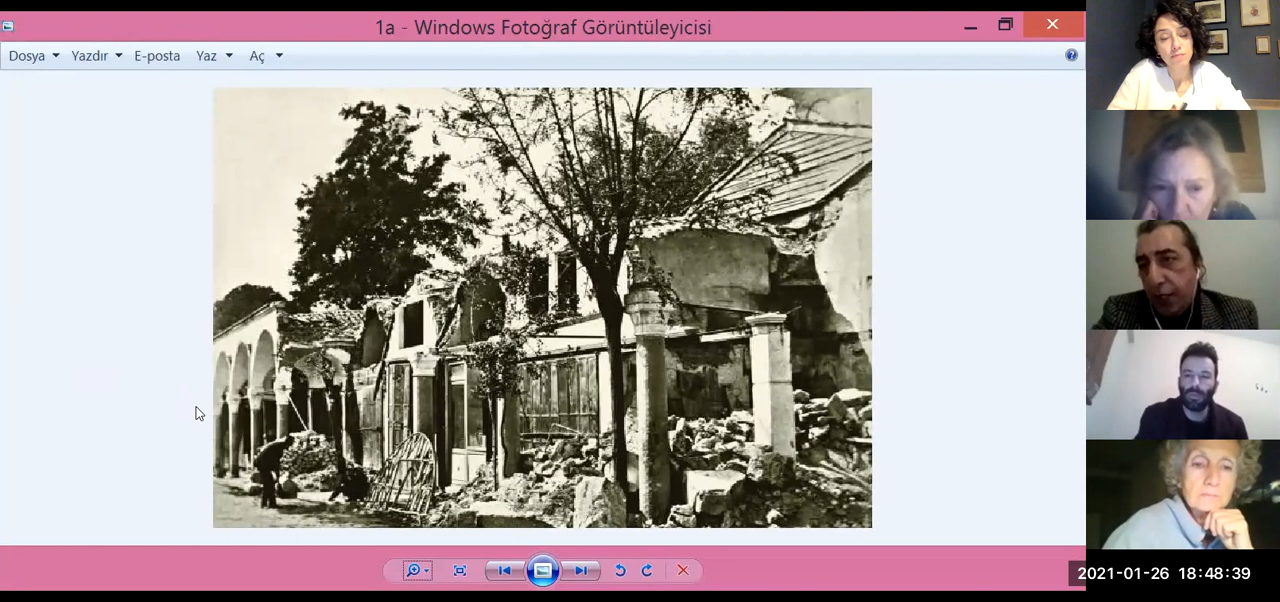 1a - Windows Fotoğraf Görüntüleyicisi
Dosya Yazdır E-posta Yaz Aç
2021-01-26 18:48:39